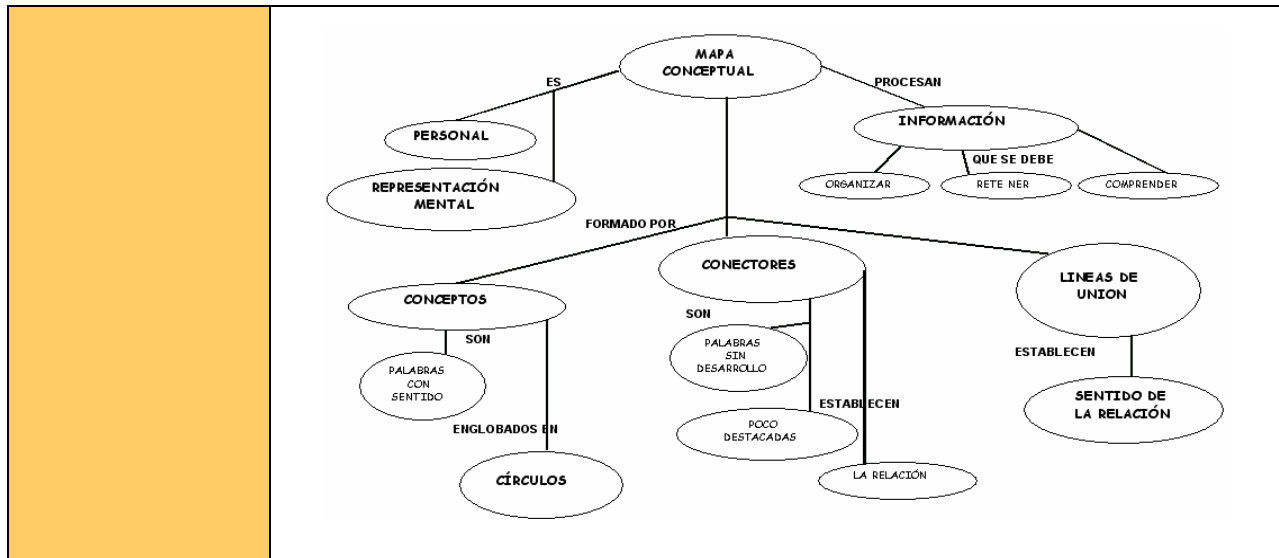 MAPA
CONCEPTUAL
ES
PROCESAN
PERSONAL
INFORMACIÓN
QUE SE DEBE
REPRESENTACIÓN
MENTAL
ORGANIZAR
RETE NER
COMPRENDER
FORMADO POR
CONCEPTOS
CONECTORES
LINEAS DE
UNION
SON
PALABRAS
CON
SENTIDO
ENGLOBADOS EN
CÍRCULOS
SON
PALABRAS
SIN
DESARROLLO
ESTABLECEN
POCO
DESTACADAS
LA RELACIÓN
ESTABLECEN
SENTIDO DE
LA RELACIÓN